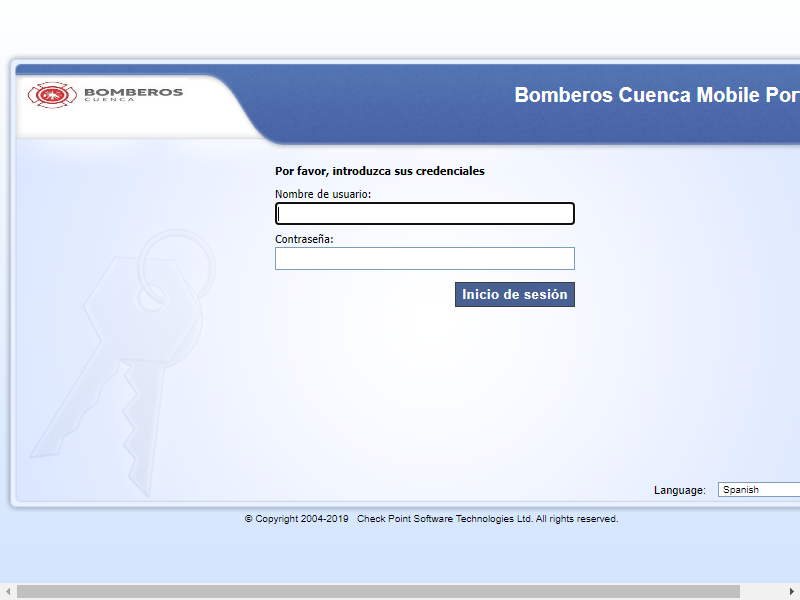 BOMBEROS
CUENCA
Bomberos Cuenca Mobile Por
Por favor, introduzca sus credenciales
Nombre de usuario:
Contraseña:
Inicio de sesión
Language: Spanish
© Copyright 2004-2019 Check Point Software Technologies Ltd. All rights reserved.